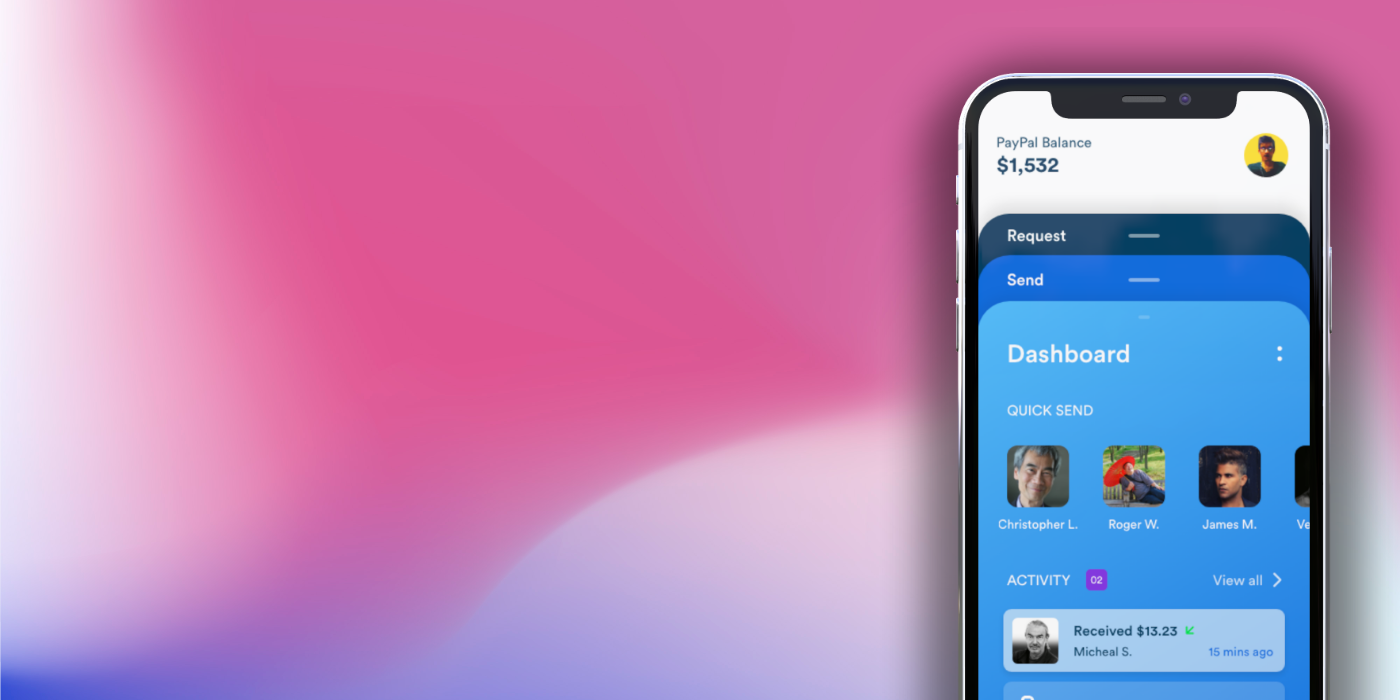 PayPal Balance
$1,532
Request
Send
Dashboard
QUICK SEND
Christopher L. Roger W. James M. Ve
ACTIVITY 02 View all
Received $13.23
Micheal S. 15 mins ago